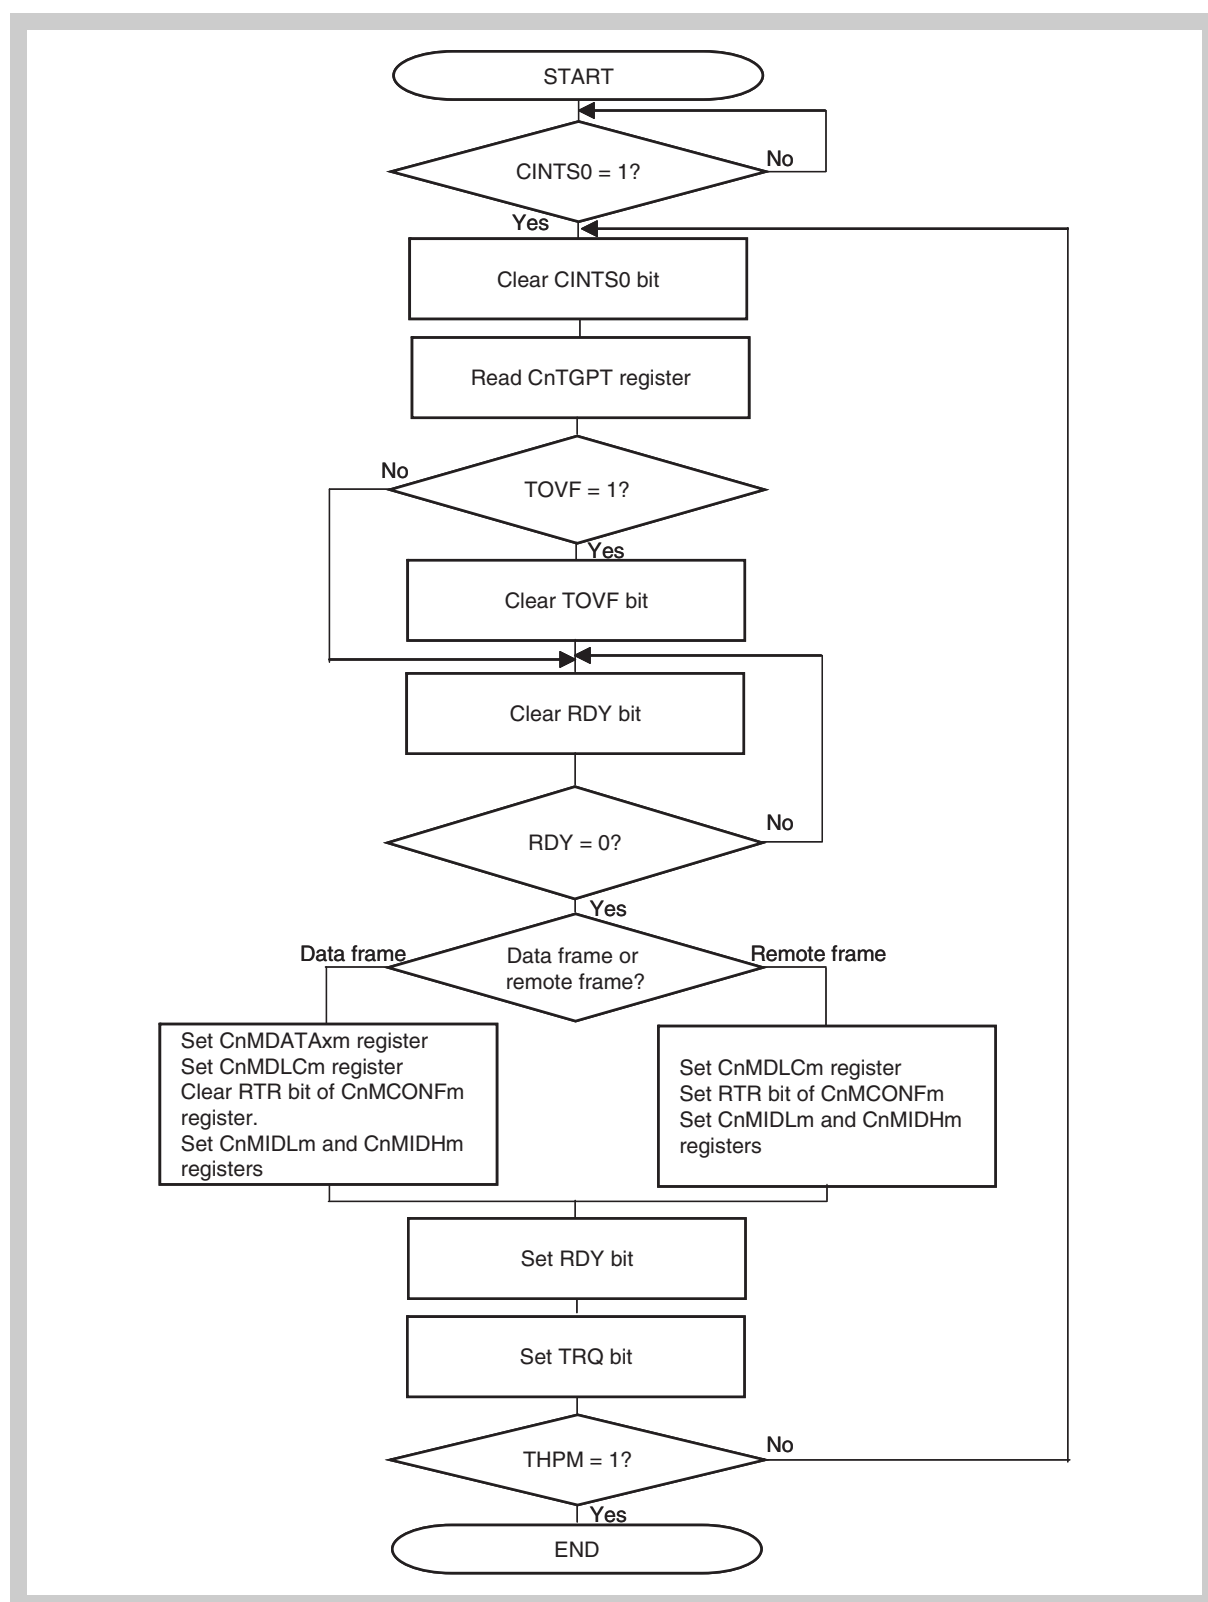 START
CINTS0 = 1?
No
Yes
Clear CINTS0 bit
Read CnTGPT register
No
TOVF = 1?
Yes
Clear TOVF bit
Clear RDY bit
RDY = 0?
No
Yes
Data frame
Data frame or
remote frame?
Remote frame
Set CnMDATAxm register
Set CnMDLCm register
Clear RTR bit of CnMCONFm
register.
Set CnMIDLm and CnMIDHm
registers
Set CnMDLCm register
Set RTR bit of CnMCONFm
Set CnMIDLm and CnMIDHm
registers
Set RDY bit
Set TRQ bit
THPM = 1?
No
Yes
END